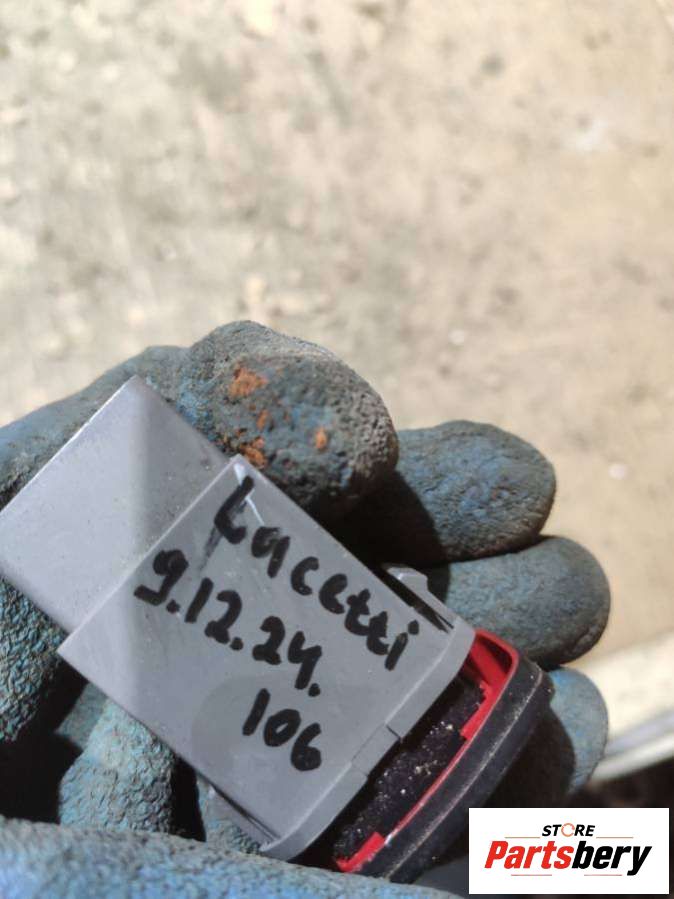 Lacetti
9.12.24.
106
STORE
Partsbery